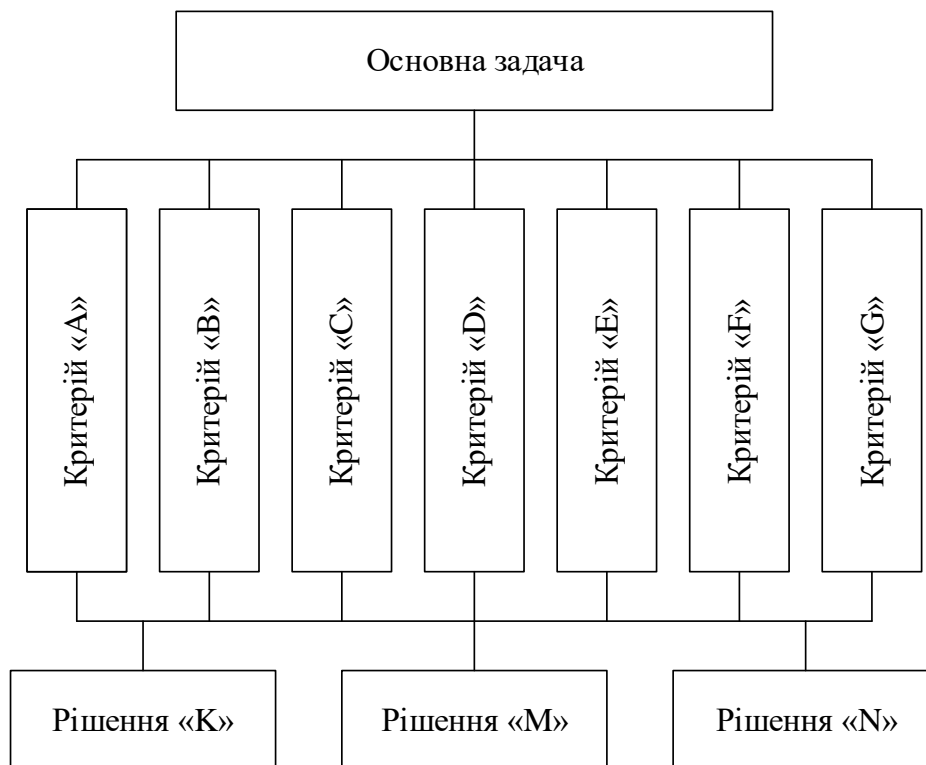 Основна задача
Критерій «A»
Критерій «B»
Критерій «C»
Критерій «D»
Критерій «E»
Критерій «F»
Критерій «G»
Рішення «K»
Рішення «M»
Рішення «N»